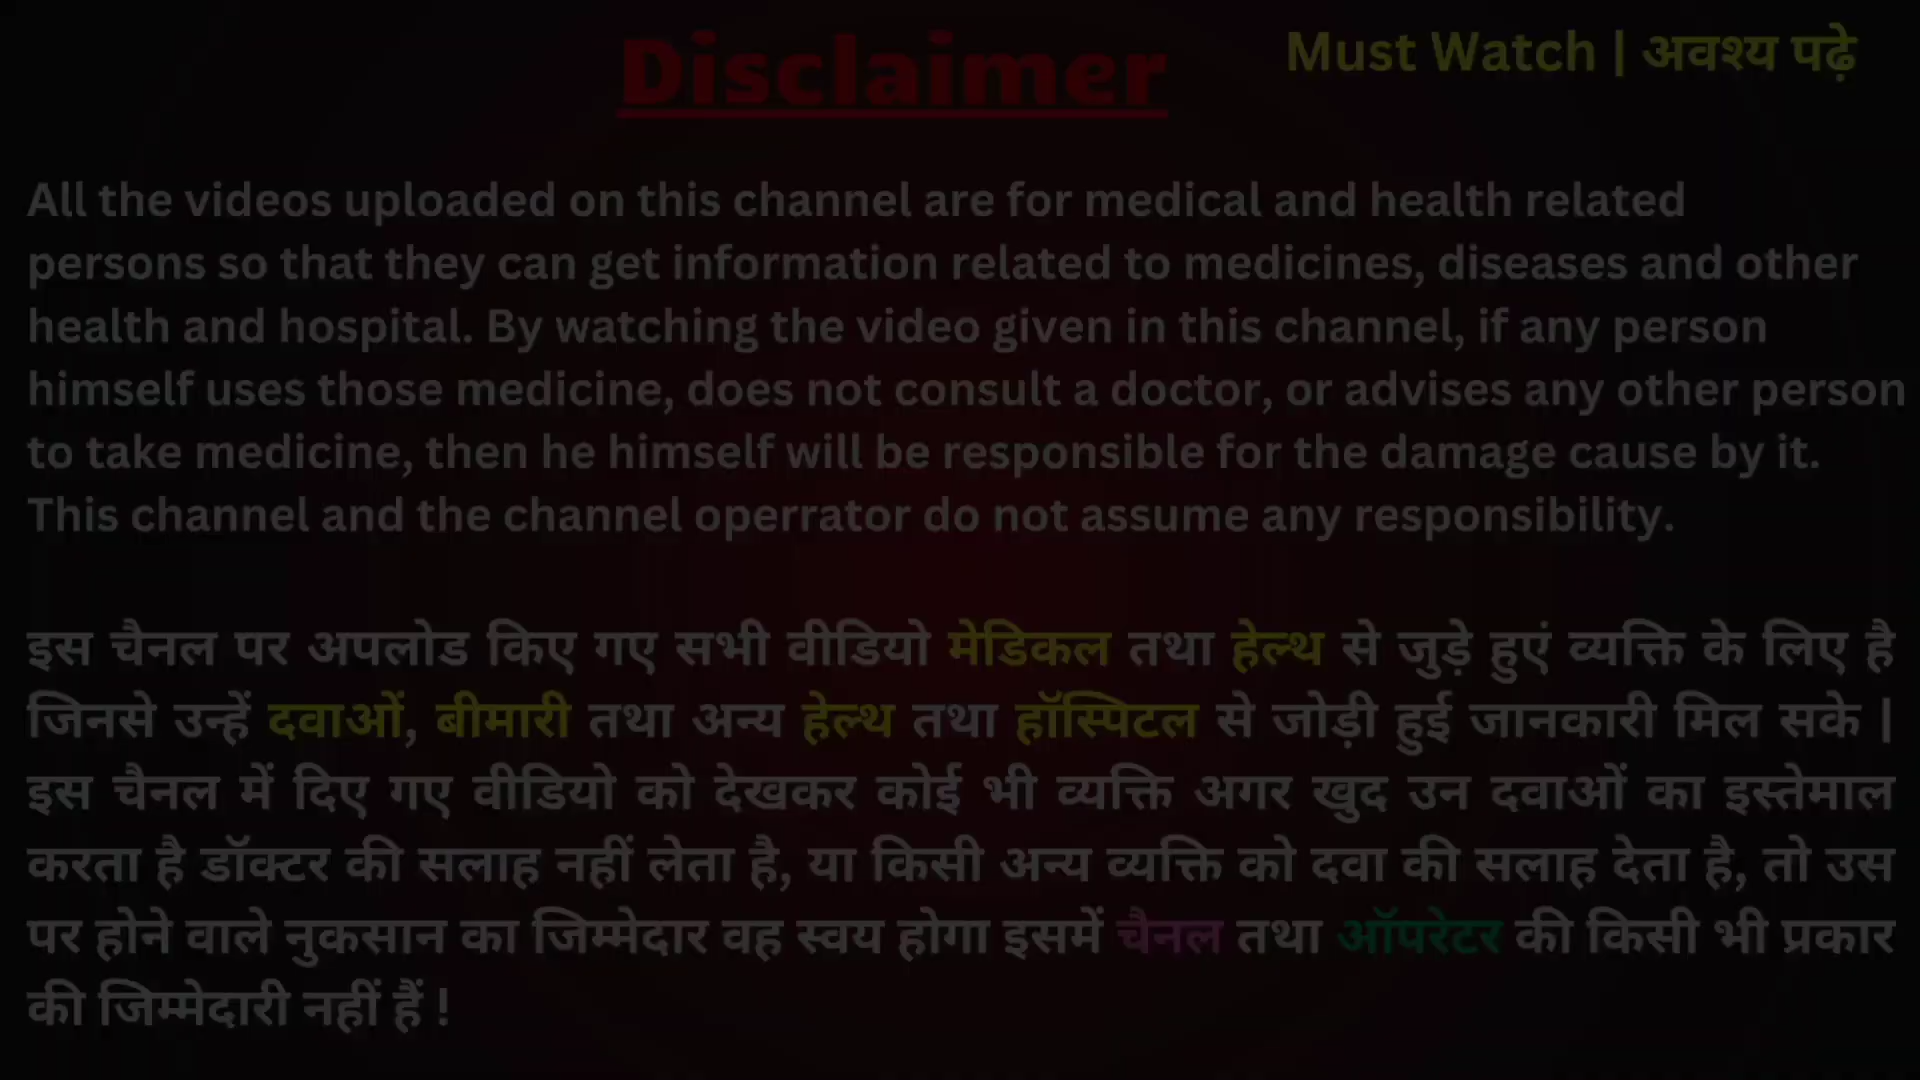 Disclaimer
Must Watch | अवश्य पढ़े
All the videos uploaded on this channel are for medical and health related
persons so that they can get information related to medicines, diseases and other
health and hospital. By watching the video given in this channel, if any person
himself uses those medicine, does not consult a doctor, or advises any other person
to take medicine, then he himself will be responsible for the damage cause by it.
This channel and the channel operrator do not assume any responsibility.
इस चैनल पर अपलोड किए गए सभी वीडियो मेडिकल तथा हेल्थ से जुड़े हुएं व्यक्ति के लिए है
जिनसे उन्हें दवाओं, बीमारी तथा अन्य हेल्थ तथा हॉस्पिटल से जोड़ी हुई जानकारी मिल सके |
इस चैनल में दिए गए वीडियो को देखकर कोई भी व्यक्ति अगर खुद उन दवाओं का इस्तेमाल
करता है डॉक्टर की सलाह नहीं लेता है, या किसी अन्य व्यक्ति को दवा की सलाह देता है, तो उस
पर होने वाले नुकसान का जिम्मेदार वह स्वय होगा इसमें चैनल तथा ऑपरेटर की किसी भी प्रकार
की जिम्मेदारी नहीं हैं !